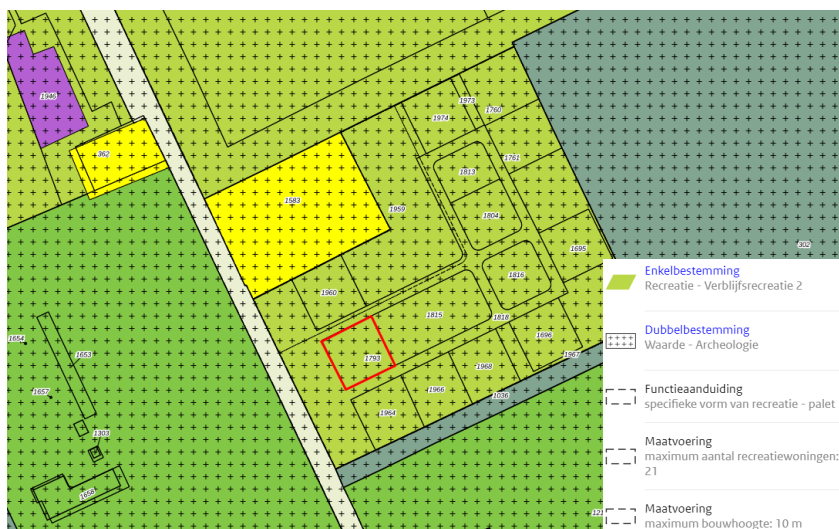 1946
362
1583
1959
1973
1974
1760
1761
1813
1804
1695
302
1816
1960
1815
1818
1696
1967
1793
1968
1966
1036
1964
1654
1653
1657
1303
1658
Enkelbestemming
Recreatie - Verblijfsrecreatie 2
Dubbelbestemming
Waarde - Archeologie
Functieaanduiding
specifieke vorm van recreatie - palet
Maatvoering
maximum aantal recreatiewoningen:
21
Maatvoering
maximum bouwhoogte: 10 m